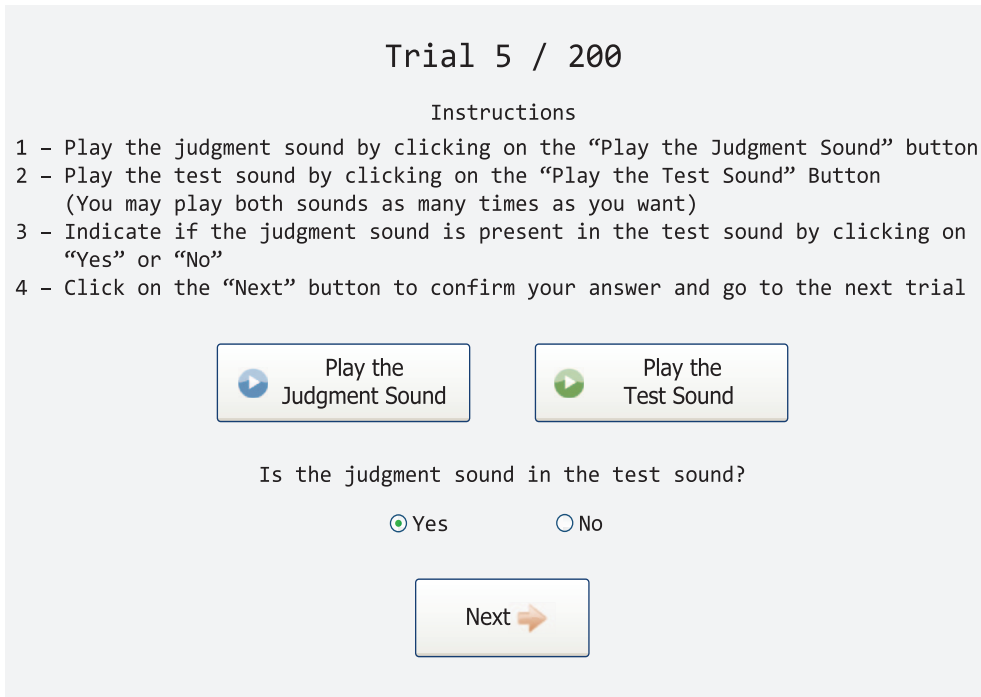 Trial 5 / 200
Instructions
1 – Play the judgment sound by clicking on the “Play the Judgment Sound” button
2 – Play the test sound by clicking on the “Play the Test Sound” Button
(You may play both sounds as many times as you want)
3 – Indicate if the judgment sound is present in the test sound by clicking on
“Yes” or “No”
4 – Click on the “Next” button to confirm your answer and go to the next trial
Play the
Judgment Sound
Play the
Test Sound
Is the judgment sound in the test sound?
Yes No
Next